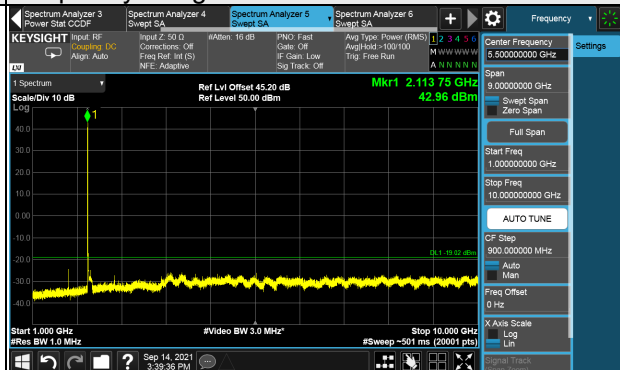 Spectrum Analyzer 3
Power Stat CCDF
Spectrum Analyzer 4
Swept SA
Spectrum Analyzer 5
Swept SA
Spectrum Analyzer 6
Swept SA
+
Frequency
KEYSIGHT
Input: RF
Coupling: DC
Align: Auto
Input Z: 50 Ω
Corrections: Off
Freq Ref: Int (S)
NFE: Adaptive
#Atten: 16 dB
PNO: Fast
Gate: Off
IF Gain: Low
Sig Track: Off
Avg Type: Power (RMS)
Avg|Hold:>100/100
Trig: Free Run
1 2 3 4 5 6
M W W W W W
A N N N N N
LXI
1 Spectrum
Scale/Div 10 dB
Log
Ref Lvl Offset 45.20 dB
Ref Level 50.00 dBm
Mkr1 2.113 75 GHz
42.96 dBm
1
40.0
30.0
20.0
10.0
0.00
-10.0
-20.0
-30.0
-40.0
DL1 -19.02 dBm
Start 1.000 GHz
#Res BW 1.0 MHz
#Video BW 3.0 MHz*
Stop 10.000 GHz
#Sweep ~501 ms (20001 pts)
?
Sep 14, 2021
3:39:36 PM
Center Frequency
5.500000000 GHz
Settings
Span
9.00000000 GHz
Swept Span
Zero Span
Full Span
Start Freq
1.000000000 GHz
Stop Freq
10.000000000 GHz
AUTO TUNE
CF Step
900.000000 MHz
Auto
Man
Freq Offset
0 Hz
X Axis Scale
Log
Lin
Signal Track